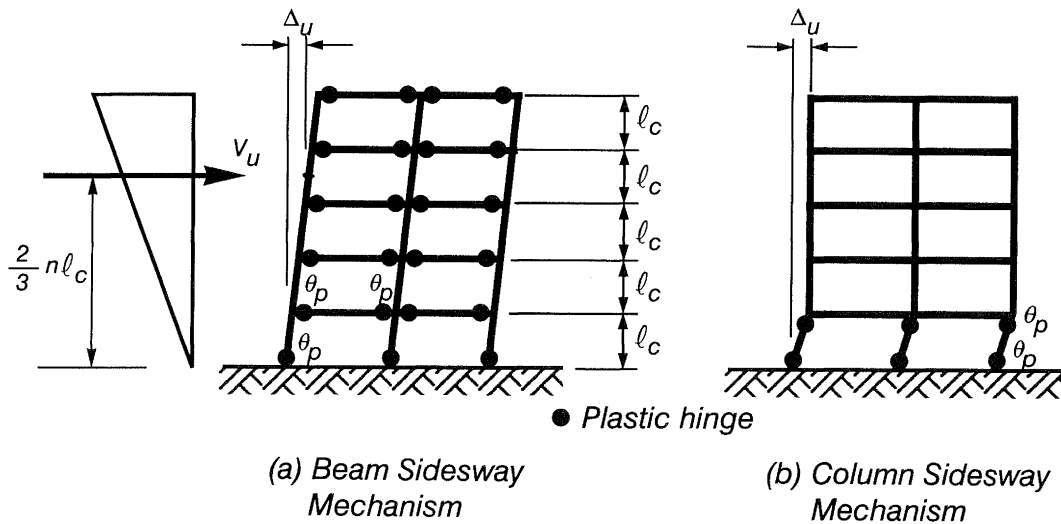 Δu
Δu
ℓc
Vu
ℓc
ℓc
2/3 nℓc
ℓc
θp
θp
θp
θp
ℓc
θp
Plastic hinge
(a) Beam Sidesway
Mechanism
(b) Column Sidesway
Mechanism